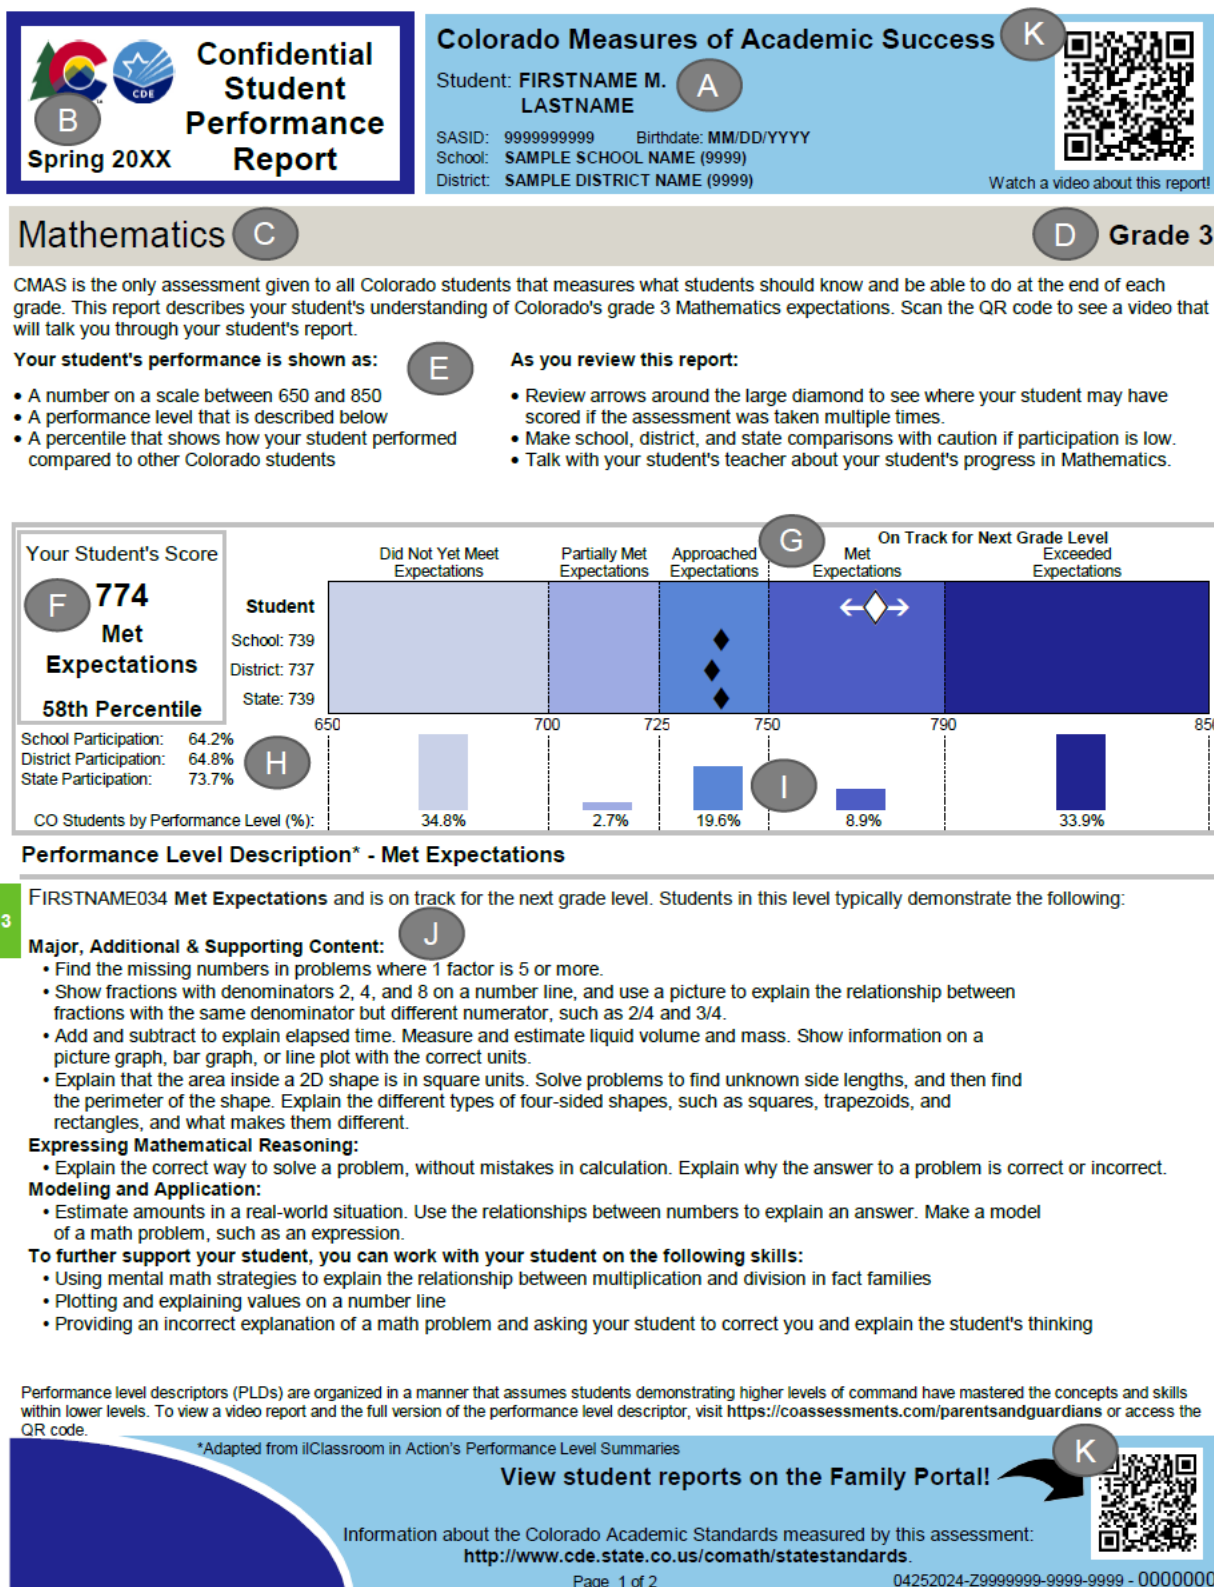 Confidential
Student
Performance
Report
CDE
B
Spring 20XX
Colorado Measures of Academic Success
K
Student: FIRSTNAME M.
LASTNAME
A
SASID: 9999999999 Birthdate: MM/DD/YYYY
School: SAMPLE SCHOOL NAME (9999)
District: SAMPLE DISTRICT NAME (9999)
Watch a video about this report!
Mathematics C D Grade 3
CMAS is the only assessment given to all Colorado students that measures what students should know and be able to do at the end of each
grade. This report describes your student's understanding of Colorado's grade 3 Mathematics expectations. Scan the QR code to see a video that
will talk you through your student's report.
Your student's performance is shown as: E
• A number on a scale between 650 and 850
• A performance level that is described below
• A percentile that shows how your student performed
compared to other Colorado students
As you review this report:
• Review arrows around the large diamond to see where your student may have
scored if the assessment was taken multiple times.
• Make school, district, and state comparisons with caution if participation is low.
• Talk with your student's teacher about your student's progress in Mathematics.
Your Student's Score
F 774
Met
Expectations
58th Percentile
G On Track for Next Grade Level
Did Not Yet Meet
Expectations
Partially Met
Expectations
Approached
Expectations
Met
Expectations
Exceeded
Expectations
Student
School: 739
District: 737
State: 739
650 700 725 750 790 850
School Participation: 64.2%
District Participation: 64.8%
State Participation: 73.7%
H
I
CO Students by Performance Level (%): 34.8% 2.7% 19.6% 8.9% 33.9%
Performance Level Description* - Met Expectations
3
FIRSTNAME034 Met Expectations and is on track for the next grade level. Students in this level typically demonstrate the following:
J
Major, Additional & Supporting Content:
• Find the missing numbers in problems where 1 factor is 5 or more.
• Show fractions with denominators 2, 4, and 8 on a number line, and use a picture to explain the relationship between
fractions with the same denominator but different numerator, such as 2/4 and 3/4.
• Add and subtract to explain elapsed time. Measure and estimate liquid volume and mass. Show information on a
picture graph, bar graph, or line plot with the correct units.
• Explain that the area inside a 2D shape is in square units. Solve problems to find unknown side lengths, and then find
the perimeter of the shape. Explain the different types of four-sided shapes, such as squares, trapezoids, and
rectangles, and what makes them different.
Expressing Mathematical Reasoning:
• Explain the correct way to solve a problem, without mistakes in calculation. Explain why the answer to a problem is correct or incorrect.
Modeling and Application:
• Estimate amounts in a real-world situation. Use the relationships between numbers to explain an answer. Make a model
of a math problem, such as an expression.
To further support your student, you can work with your student on the following skills:
• Using mental math strategies to explain the relationship between multiplication and division in fact families
• Plotting and explaining values on a number line
• Providing an incorrect explanation of a math problem and asking your student to correct you and explain the student's thinking
Performance level descriptors (PLDs) are organized in a manner that assumes students demonstrating higher levels of command have mastered the concepts and skills
within lower levels. To view a video report and the full version of the performance level descriptor, visit https://coassessments.com/parentsandguardians or access the
QR code.
*Adapted from ilClassroom in Action's Performance Level Summaries
K
View student reports on the Family Portal!
Information about the Colorado Academic Standards measured by this assessment:
http://www.cde.state.co.us/comath/statestandards.
Page 1 of 2
04252024-Z9999999-9999-9999 - 0000000